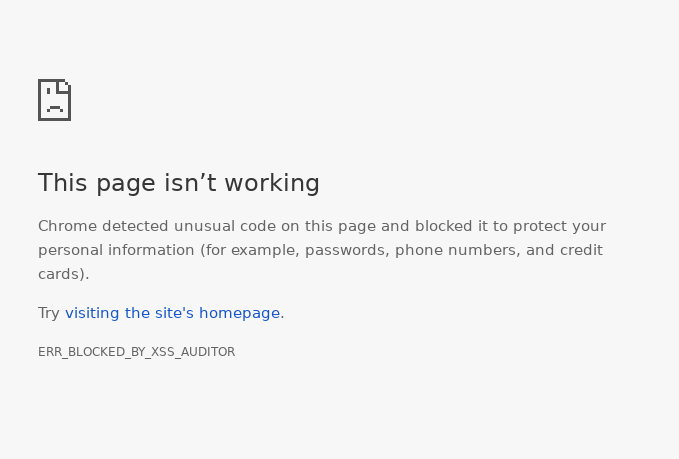 This page isn’t working
Chrome detected unusual code on this page and blocked it to protect your
personal information (for example, passwords, phone numbers, and credit
cards).
Try visiting the site's homepage.
ERR_BLOCKED_BY_XSS_AUDITOR